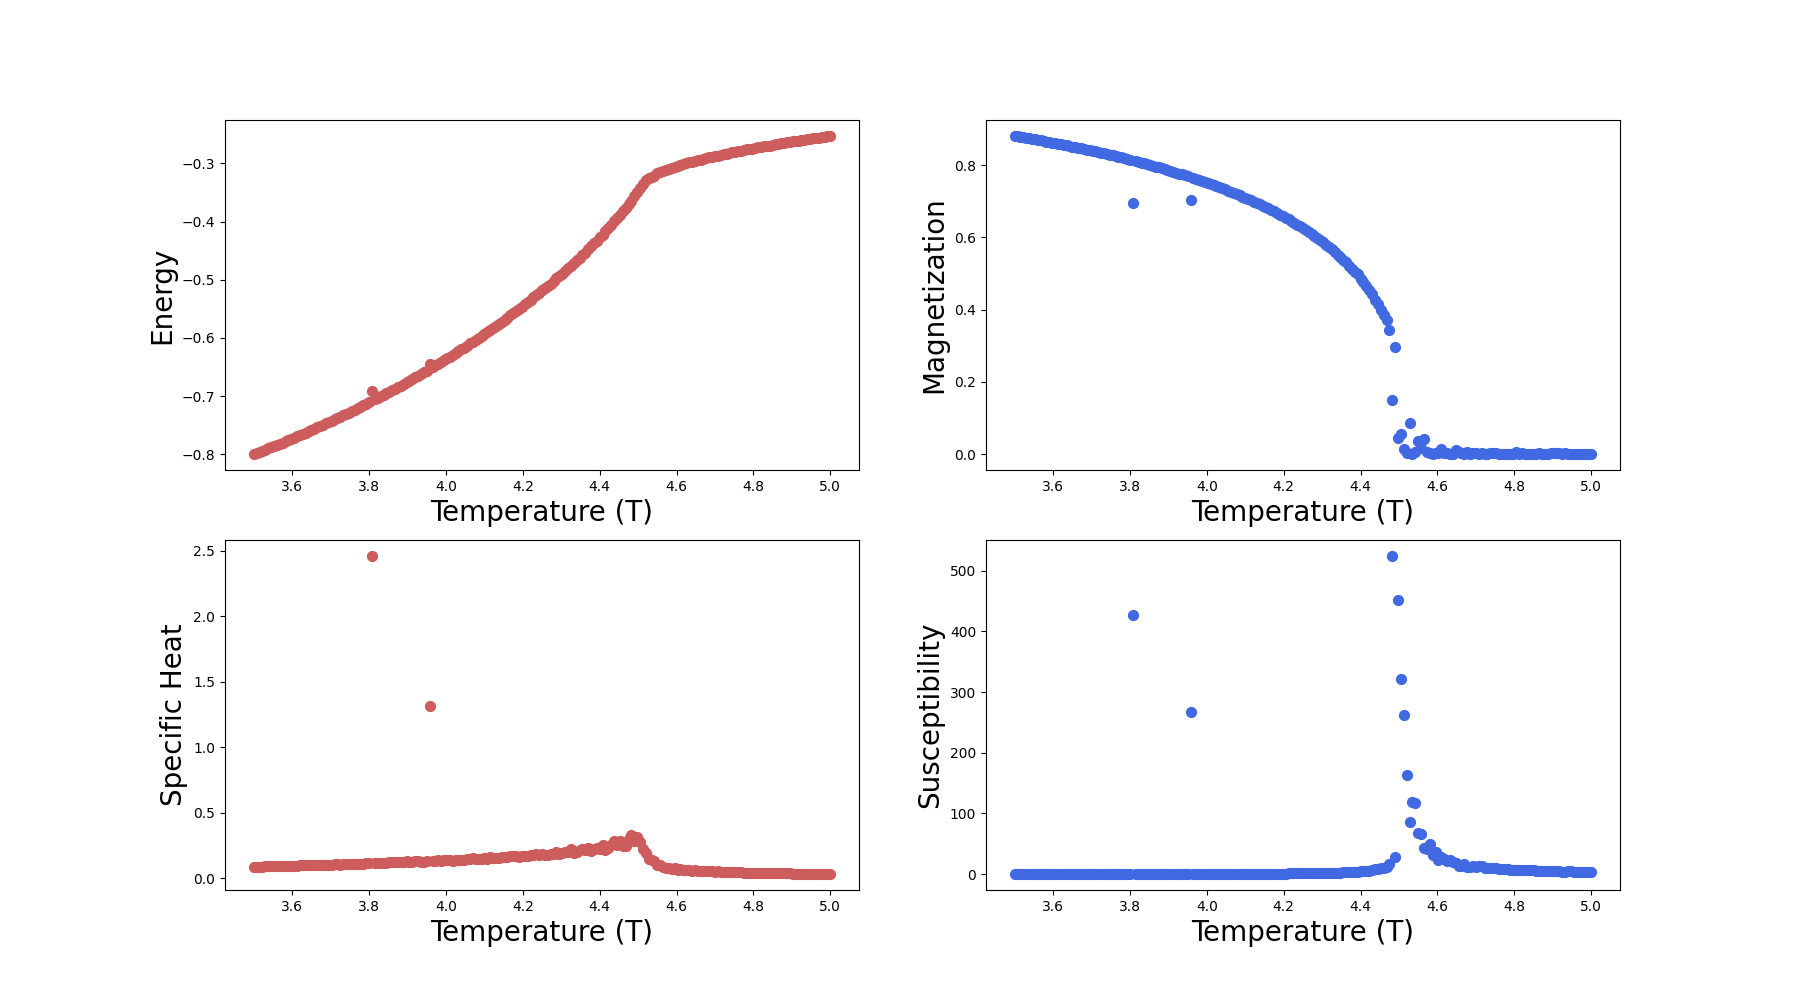 Energy
−0.3
−0.4
−0.5
−0.6
−0.7
−0.8
3.6 3.8 4.0 4.2 4.4 4.6 4.8 5.0
Temperature (T)
Magnetization
0.8
0.6
0.4
0.2
0.0
3.6 3.8 4.0 4.2 4.4 4.6 4.8 5.0
Temperature (T)
Specific Heat
2.5
2.0
1.5
1.0
0.5
0.0
3.6 3.8 4.0 4.2 4.4 4.6 4.8 5.0
Temperature (T)
Susceptibility
500
400
300
200
100
0
3.6 3.8 4.0 4.2 4.4 4.6 4.8 5.0
Temperature (T)